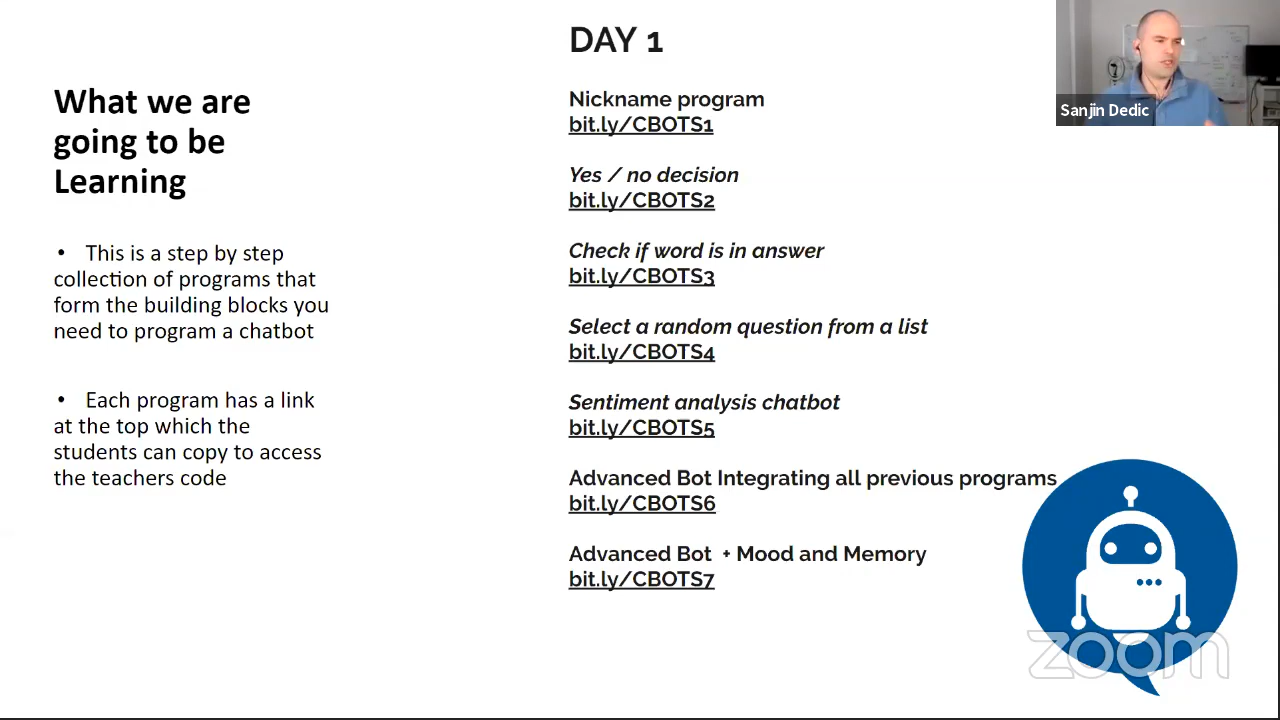 What we are
going to be
Learning
• This is a step by step
collection of programs that
form the building blocks you
need to program a chatbot
• Each program has a link
at the top which the
students can copy to access
the teachers code
DAY 1
Nickname program
bit.ly/CBOTS1
Yes / no decision
bit.ly/CBOTS2
Check if word is in answer
bit.ly/CBOTS3
Select a random question from a list
bit.ly/CBOTS4
Sentiment analysis chatbot
bit.ly/CBOTS5
Advanced Bot Integrating all previous programs
bit.ly/CBOTS6
Advanced Bot + Mood and Memory
bit.ly/CBOTS7
Sanjin Dedic
zoom